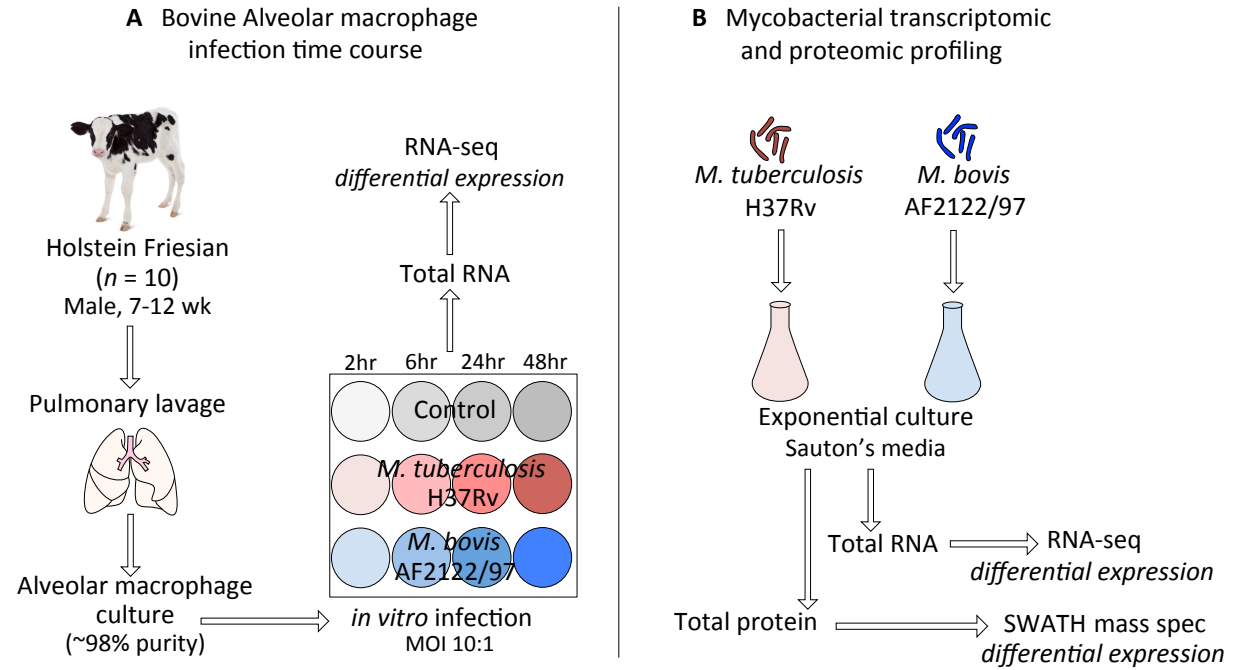 A Bovine Alveolar macrophage
infection time course
Holstein Friesian
(n = 10)
Male, 7-12 wk
Pulmonary lavage
Alveolar macrophage
culture
(~98% purity)
in vitro infection
MOI 10:1
2hr 6hr 24hr 48hr
Control
M. tuberculosis
H37Rv
M. bovis
AF2122/97
Total RNA
RNA-seq
differential expression
B Mycobacterial transcriptomic
and proteomic profiling
M. tuberculosis
H37Rv
M. bovis
AF2122/97
Exponential culture
Sauton's media
Total RNA
RNA-seq
differential expression
Total protein
SWATH mass spec
differential expression